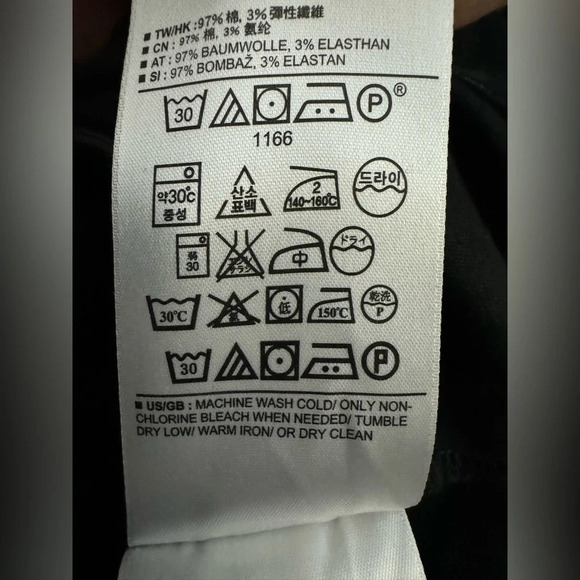 ■ TW/HK : 97% 棉, 3% 彈性纖維
■ CN : 97% 棉, 3% 氨纶
■ AT : 97% BAUMWOLLE, 3% ELASTHAN
■ SI : 97% BOMBAŽ, 3% ELASTAN
30 P ®
1166
약30℃ 중성 산소 표백 2 140~160℃ 드라이
弱 30 中 ドライ
30℃ 低 150℃ 乾洗 P
30 P
■ US/GB : MACHINE WASH COLD/ ONLY NON-
CHLORINE BLEACH WHEN NEEDED/ TUMBLE
DRY LOW/ WARM IRON/ OR DRY CLEAN